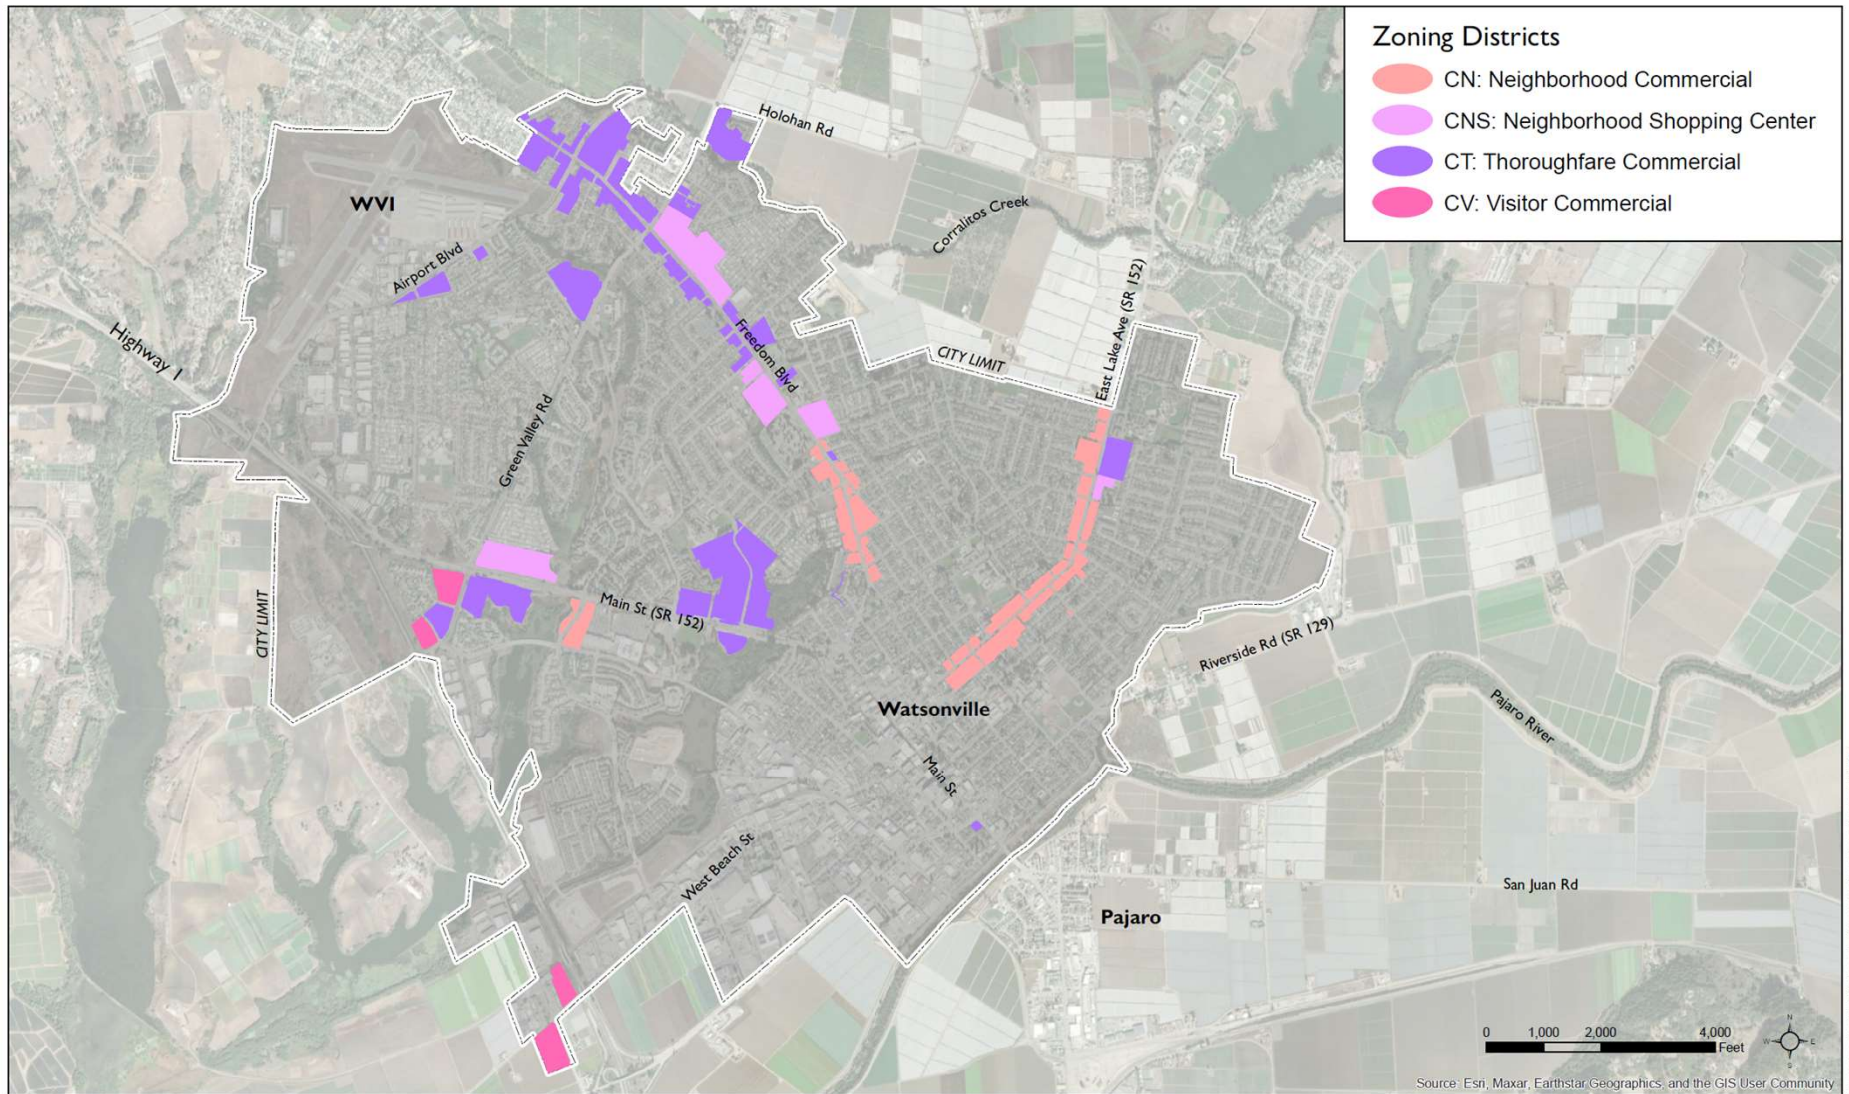 Zoning Districts
CN: Neighborhood Commercial
CNS: Neighborhood Shopping Center
CT: Thoroughfare Commercial
CV: Visitor Commercial
Holohan Rd
WVI
Corralitos Creek
Airport Blvd
East Lake Ave (SR 152)
Highway 1
Freedom Blvd
CITY LIMIT
Green Valley Rd
Main St (SR 152)
CITY LIMIT
Riverside Rd (SR 129)
Watsonville
Pajaro River
Main St
West Beach St
San Juan Rd
Pajaro
0 1,000 2,000 4,000
Feet
N
W E
S
Source: Esri, Maxar, Earthstar Geographics, and the GIS User Community